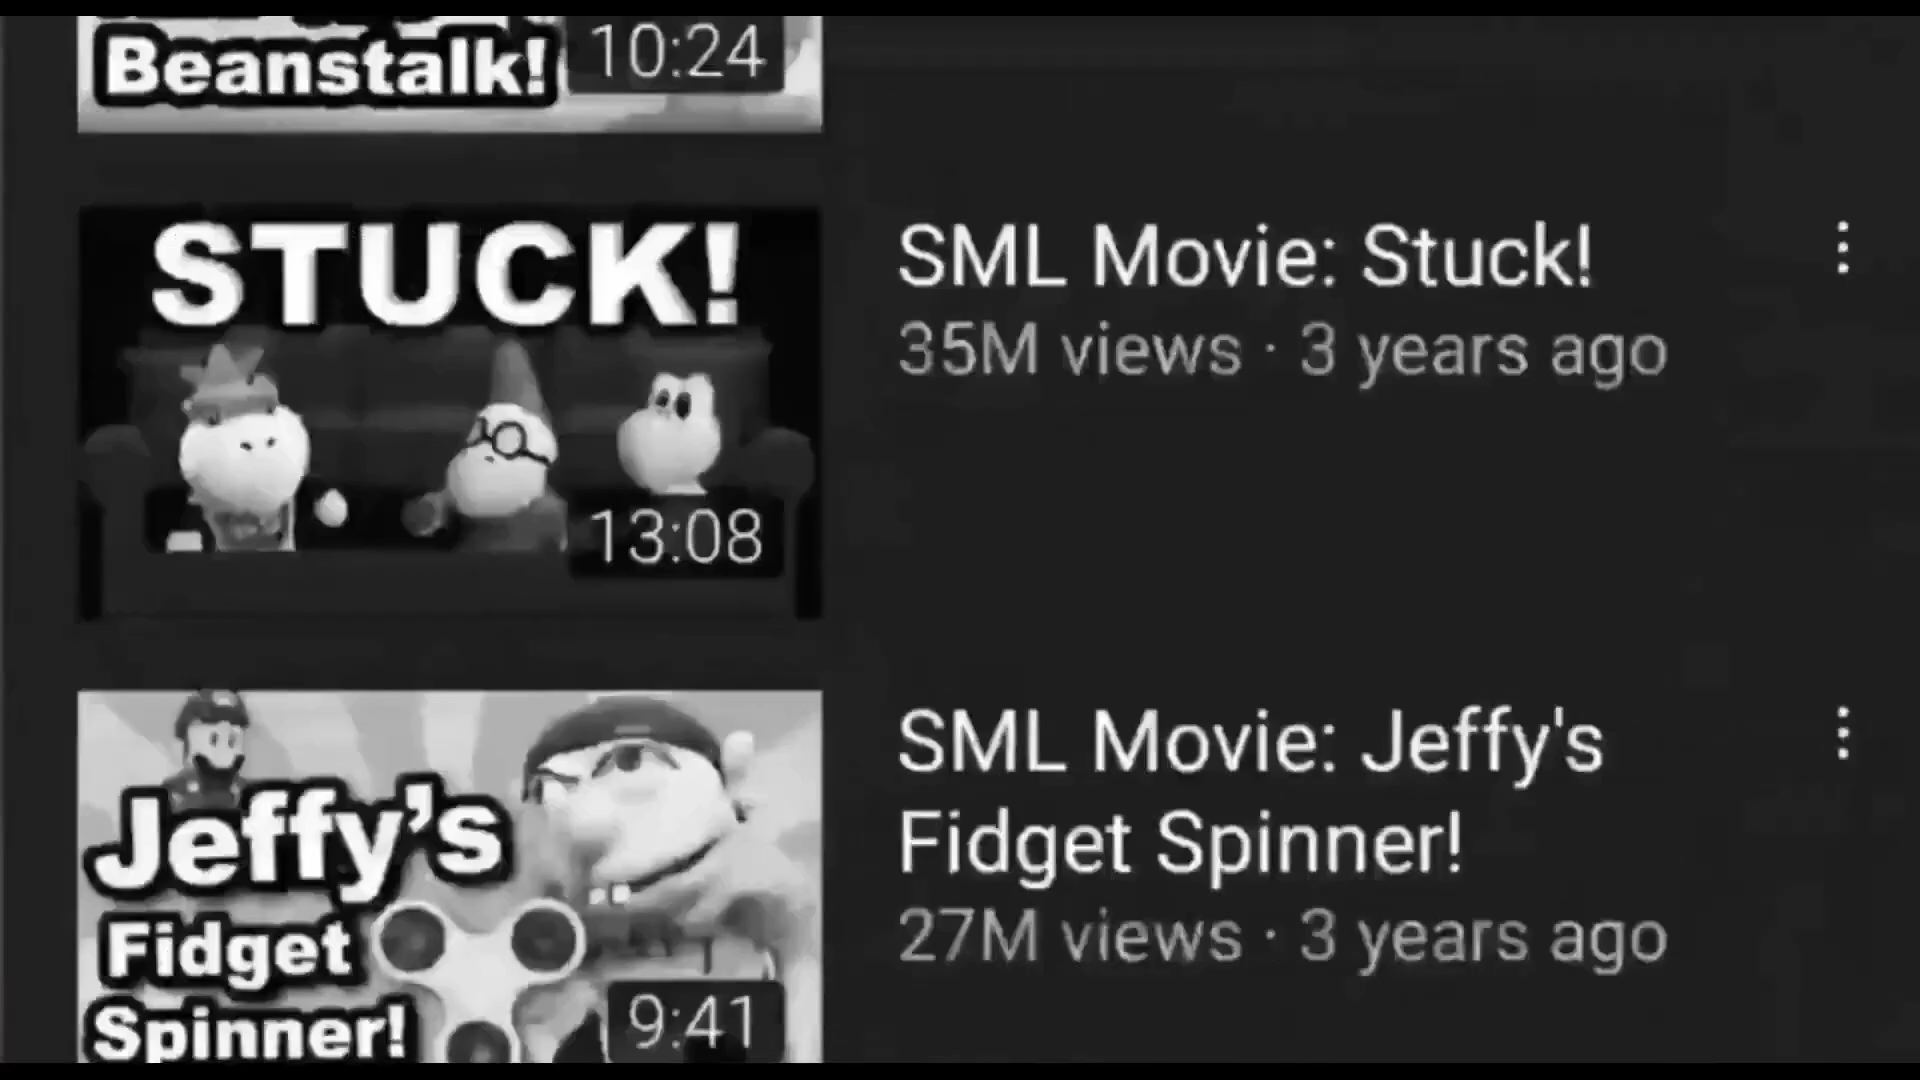 Beanstalk!
10:24
STUCK!
13:08
SML Movie: Stuck!
35M views · 3 years ago
Jeffy's
Fidget
Spinner!
9:41
SML Movie: Jeffy's
Fidget Spinner!
27M views · 3 years ago